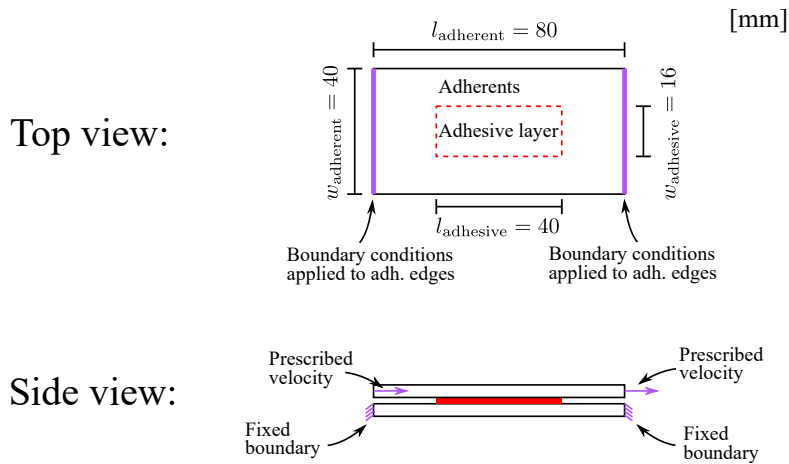 [mm]
l_adherent = 80
w_adherent = 40
Adherents
Adhesive layer
w_adhesive = 16
Top view:
l_adhesive = 40
Boundary conditions
applied to adh. edges
Boundary conditions
applied to adh. edges
Side view:
Prescribed
velocity
Prescribed
velocity
Fixed
boundary
Fixed
boundary